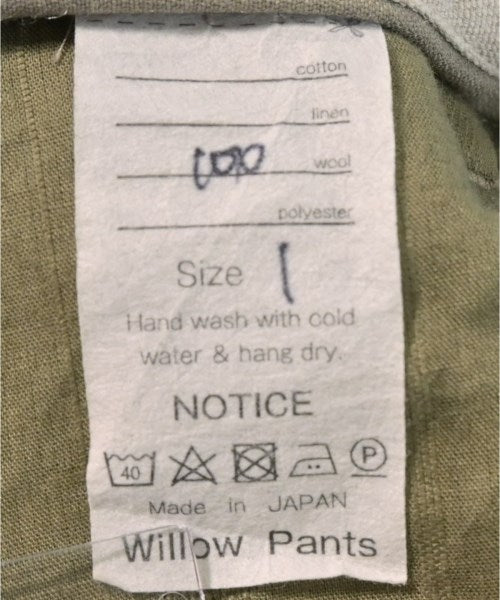 cotton
linen
100 wool
polyester
Size 1
Hand wash with cold
water & hang dry.
NOTICE
40 P
Made in JAPAN
Willow Pants